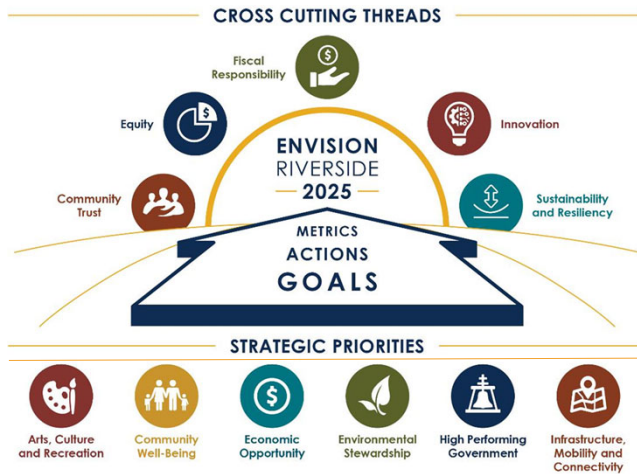 CROSS CUTTING THREADS
Fiscal
Responsibility
$
Equity
$
Innovation
ENVISION
RIVERSIDE
2025
Community
Trust
Sustainability
and Resiliency
METRICS
ACTIONS
GOALS
STRATEGIC PRIORITIES
$
Arts, Culture
and Recreation
Community
Well-Being
Economic
Opportunity
Environmental
Stewardship
High Performing
Government
Infrastructure,
Mobility and
Connectivity